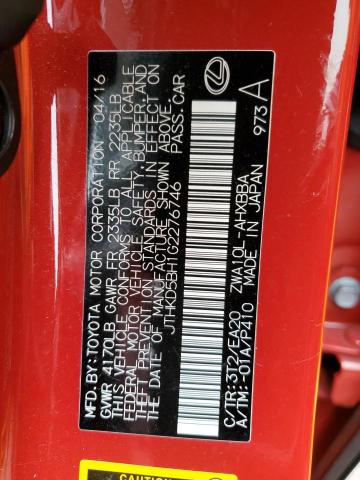 MFD.BY:TOYOTA MOTOR CORPORATION 04/16
GVWR 4170LB GAWR FR 2335LB RR 2235LB
THIS VEHICLE CONFORMS TO ALL APPLICABLE
FEDERAL MOTOR VEHICLE SAFETY, BUMPER, AND
THEFT PREVENTION STANDARDS IN EFFECT ON
THE DATE OF MANUFACTURE SHOWN ABOVE.
JTHKD5BH1G2276746 PASS.CAR
C/TR:3T2/EA20 ZWA10L-AHXBBA
A/TM:-01A/P410 MADE IN JAPAN 973 A